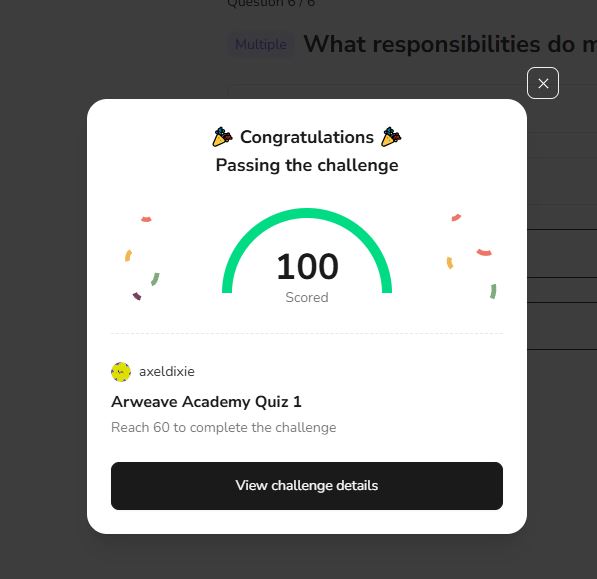 Question 6 / 6
Multiple What responsibilities do m
Congratulations
Passing the challenge
100
Scored
axeldixie
Arweave Academy Quiz 1
Reach 60 to complete the challenge
View challenge details